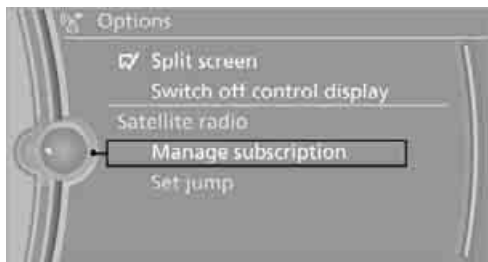 Options
Split screen
Switch off control display
Satellite radio
Manage subscription
Set jump